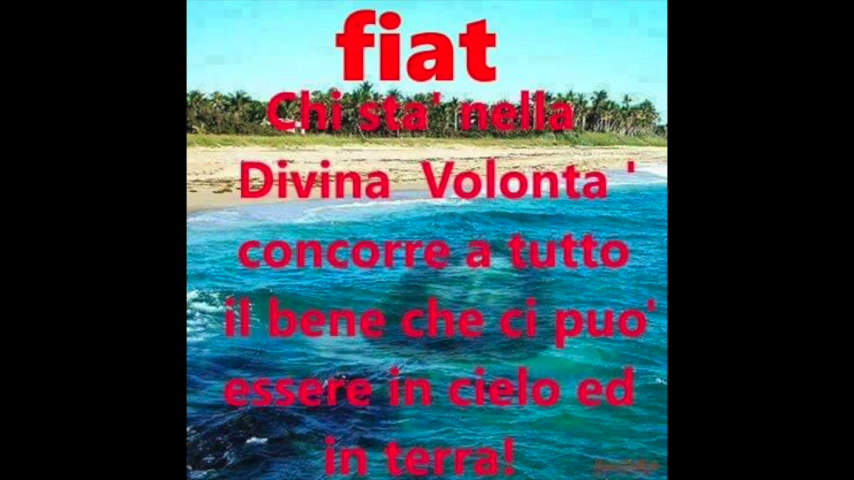 fiat
Chi sta' nella
Divina Volonta '
concorre a tutto
il bene che ci puo'
essere in cielo ed
in terra!